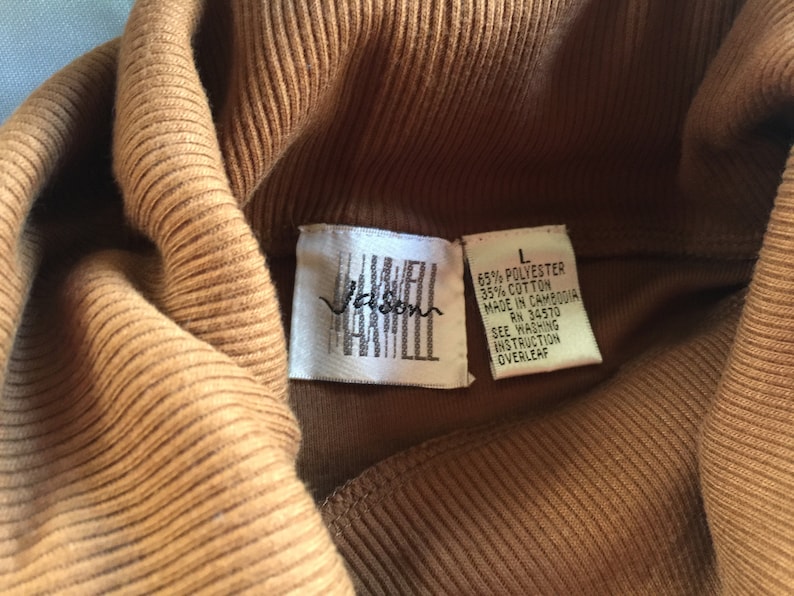 Jason
MAXWELL
L
65% POLYESTER
35% COTTON
MADE IN CAMBODIA
RN 34570
SEE WASHING
INSTRUCTION
OVERLEAF